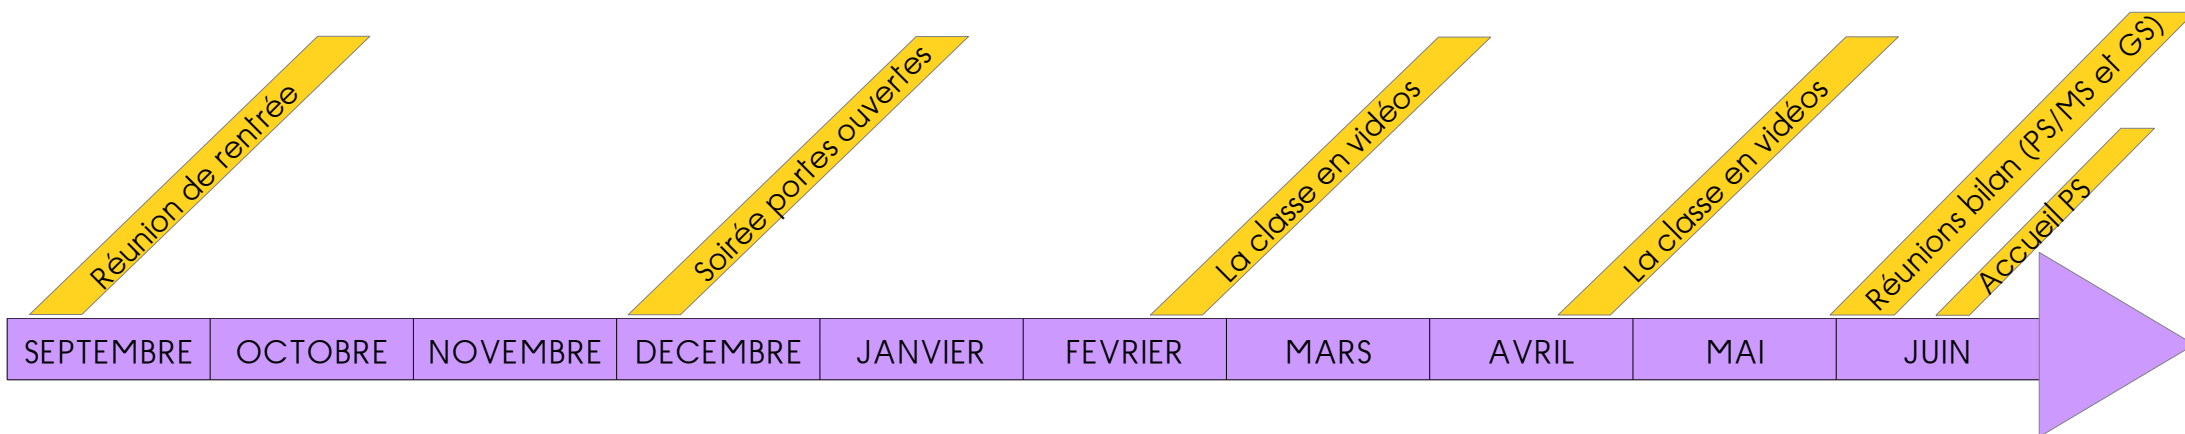 Réunion de rentrée
Soirée portes ouvertes
La classe en vidéos
La classe en vidéos
Réunions bilan (PS/MS et GS)
Accueil PS
SEPTEMBRE
OCTOBRE
NOVEMBRE
DECEMBRE
JANVIER
FEVRIER
MARS
AVRIL
MAI
JUIN